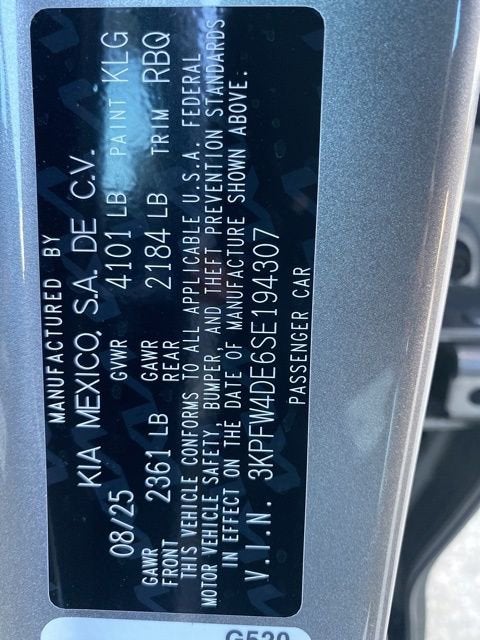 MANUFACTURED BY
KIA MEXICO, S.A. DE C.V.
08/25 GVWR 4101 LB PAINT KLG
GAWR FRONT 2361 LB GAWR REAR 2184 LB TRIM RBQ
THIS VEHICLE CONFORMS TO ALL APPLICABLE U.S.A. FEDERAL
MOTOR VEHICLE SAFETY, BUMPER, AND THEFT PREVENTION STANDARDS
IN EFFECT ON THE DATE OF MANUFACTURE SHOWN ABOVE.
V.I.N. 3KPFW4DE6SE194307
PASSENGER CAR
G520